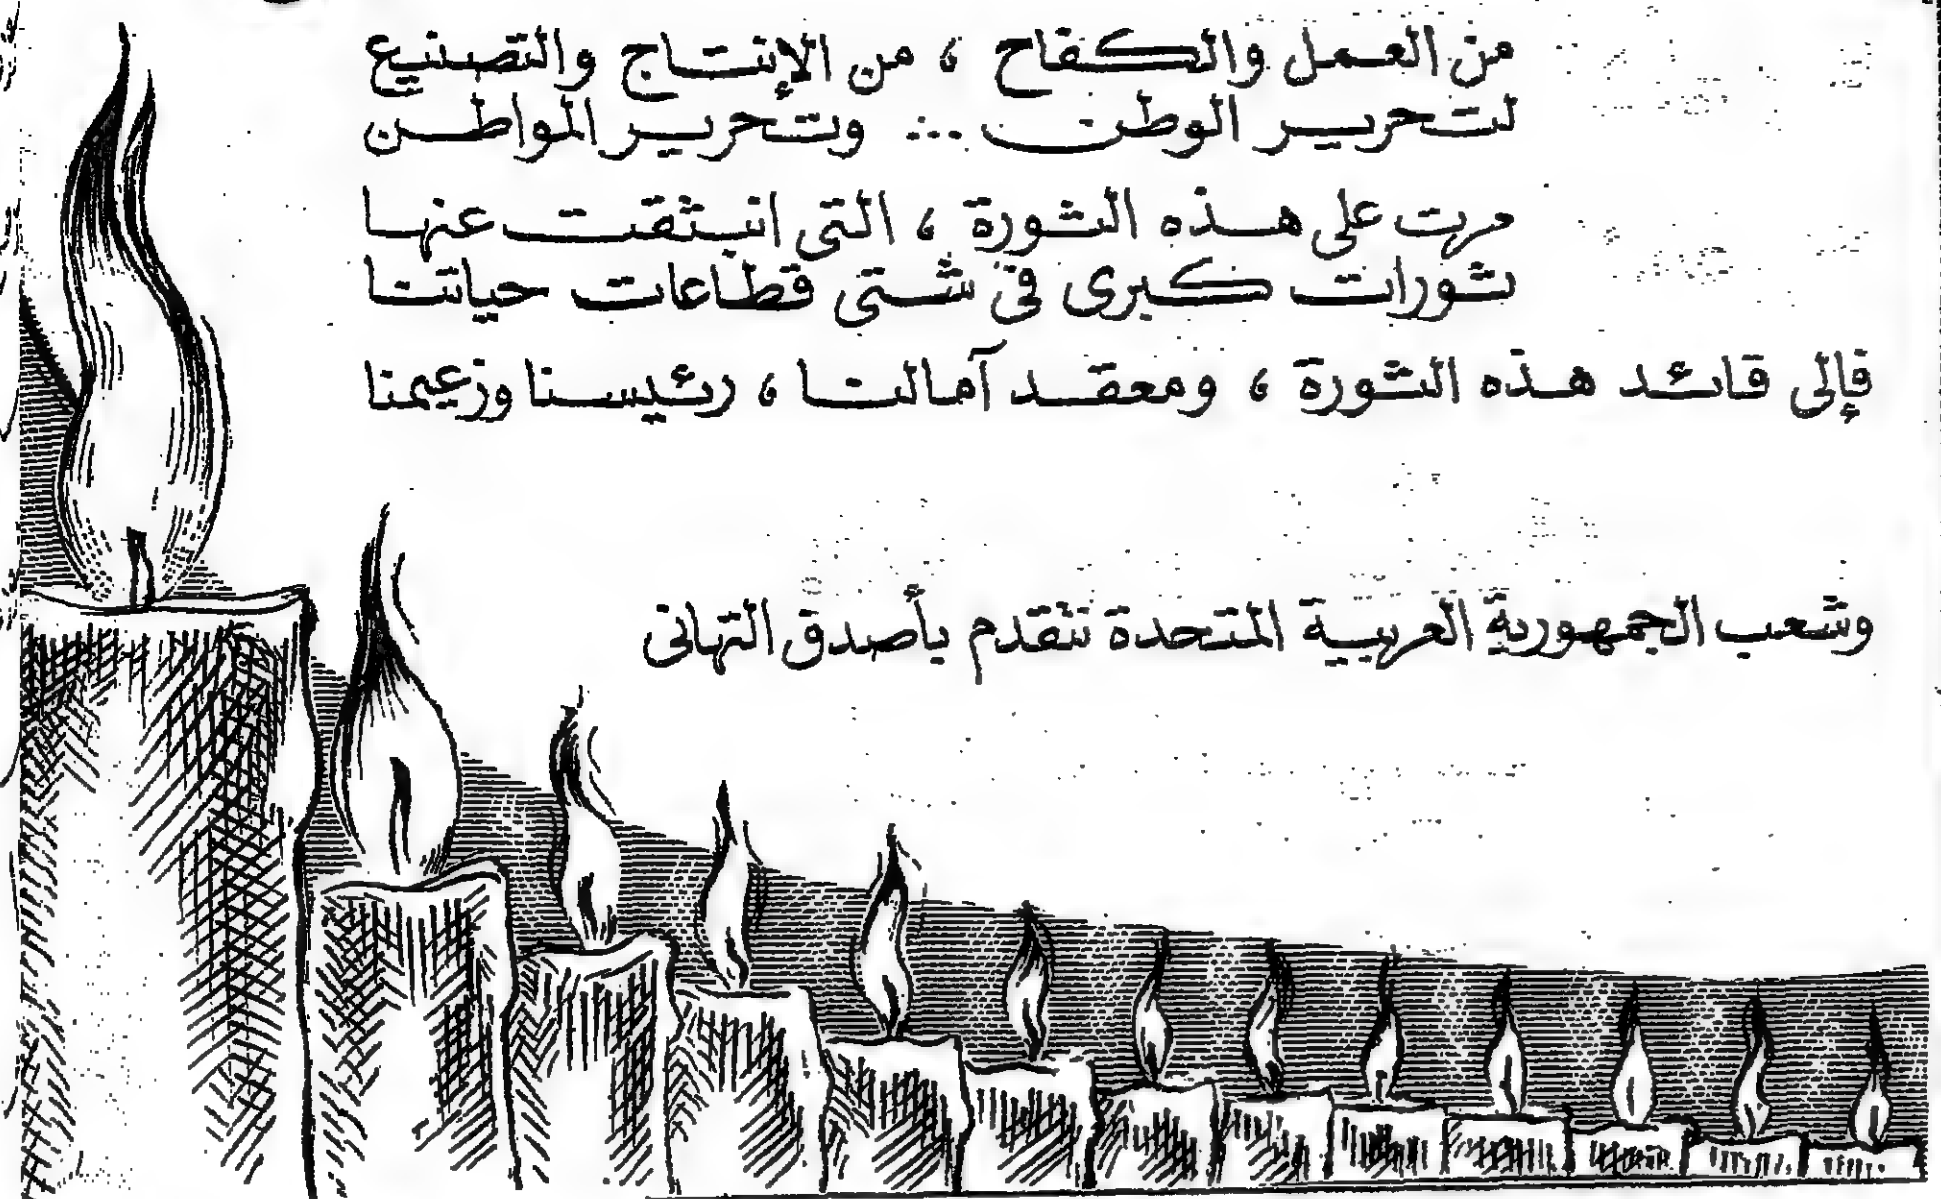 من العمل والكفاح ، من الإنتاج والتصنيع
لتحرير الوطن ... وتحرير المواطن
مرت على هذه الثورة ، التى انبثقت عنها
ثورات كبرى فى شتى قطاعات حياتنا
فإلى قائد هذه الثورة ، ومعقد آمالنا ، رئيسنا وزعيمنا
وشعب الجمهورية العربية المتحدة نتقدم بأصدق التهانى